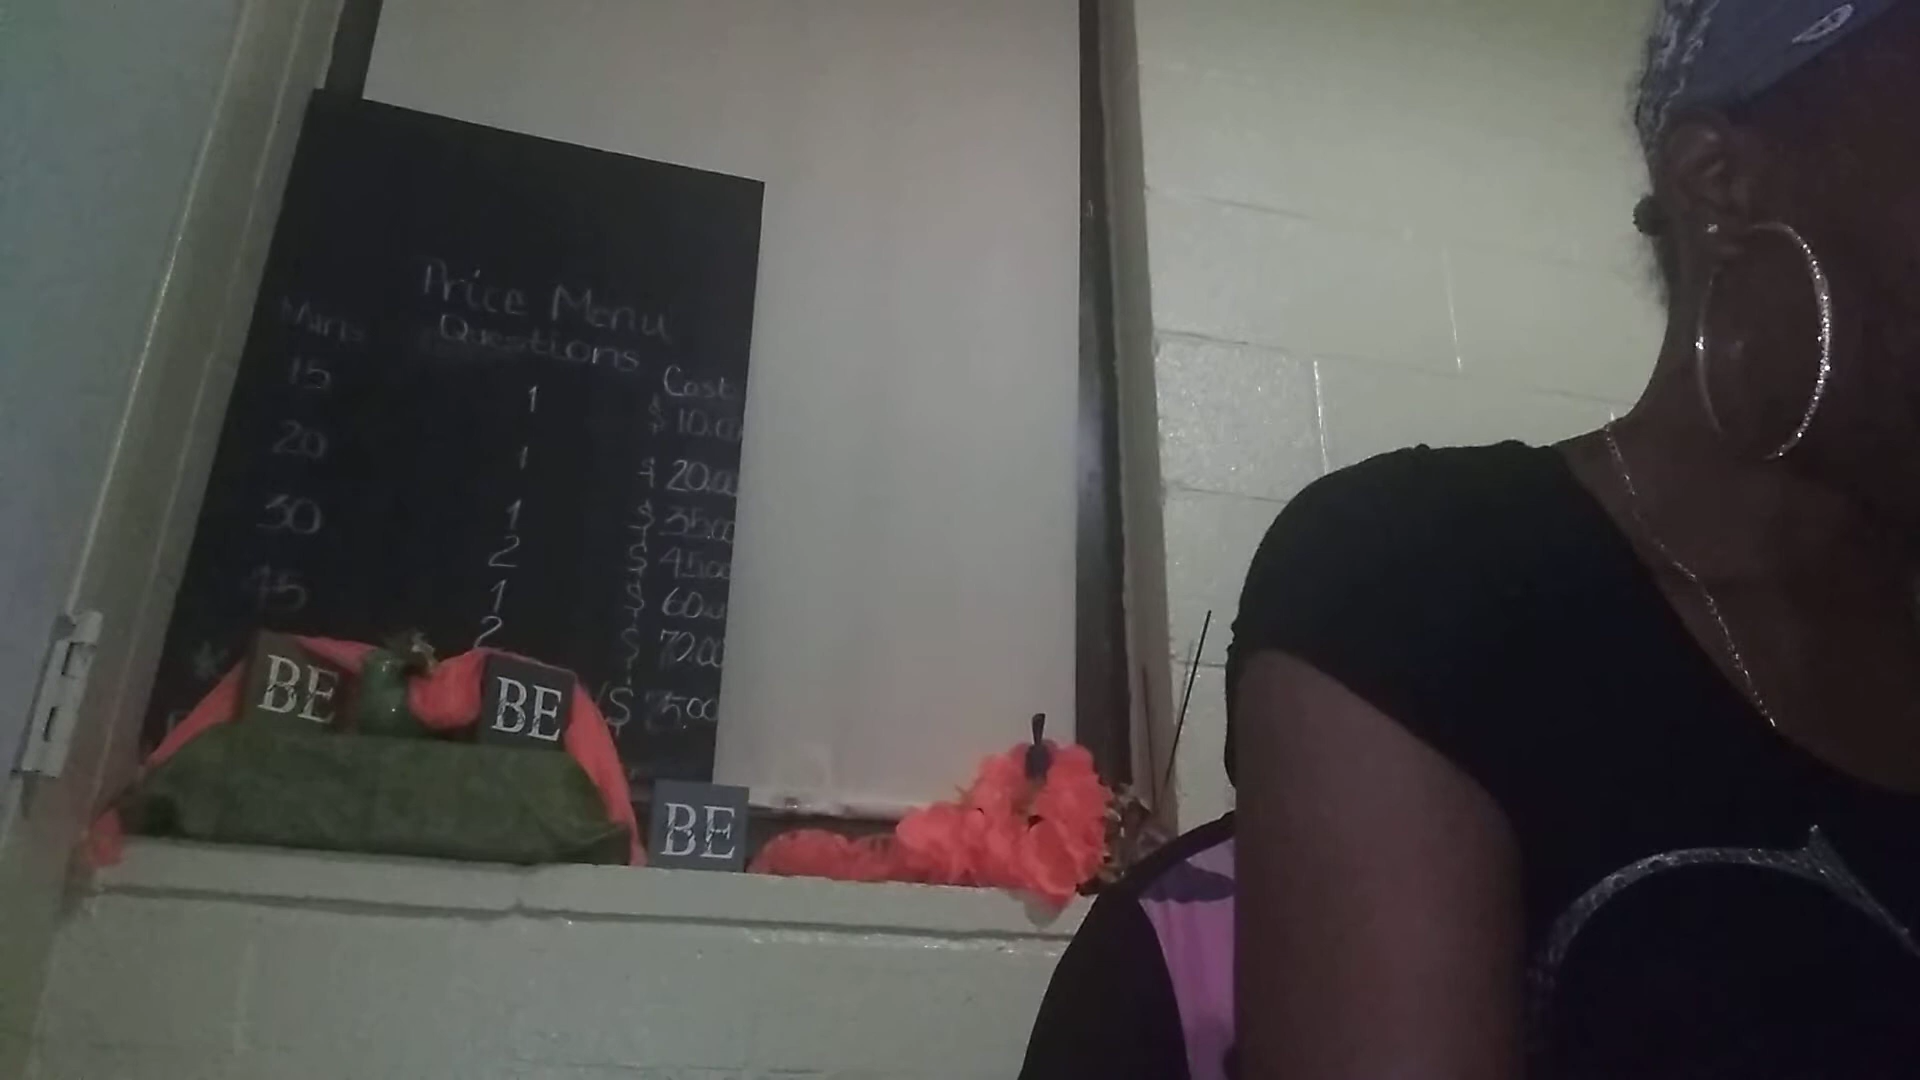 Price Menu
Mins Questions Cost
15 1 $10.00
20 1 $20.00
30 1 $35.00
2 $45.00
45 1 $60.00
2 $70.00
BE BE
BE